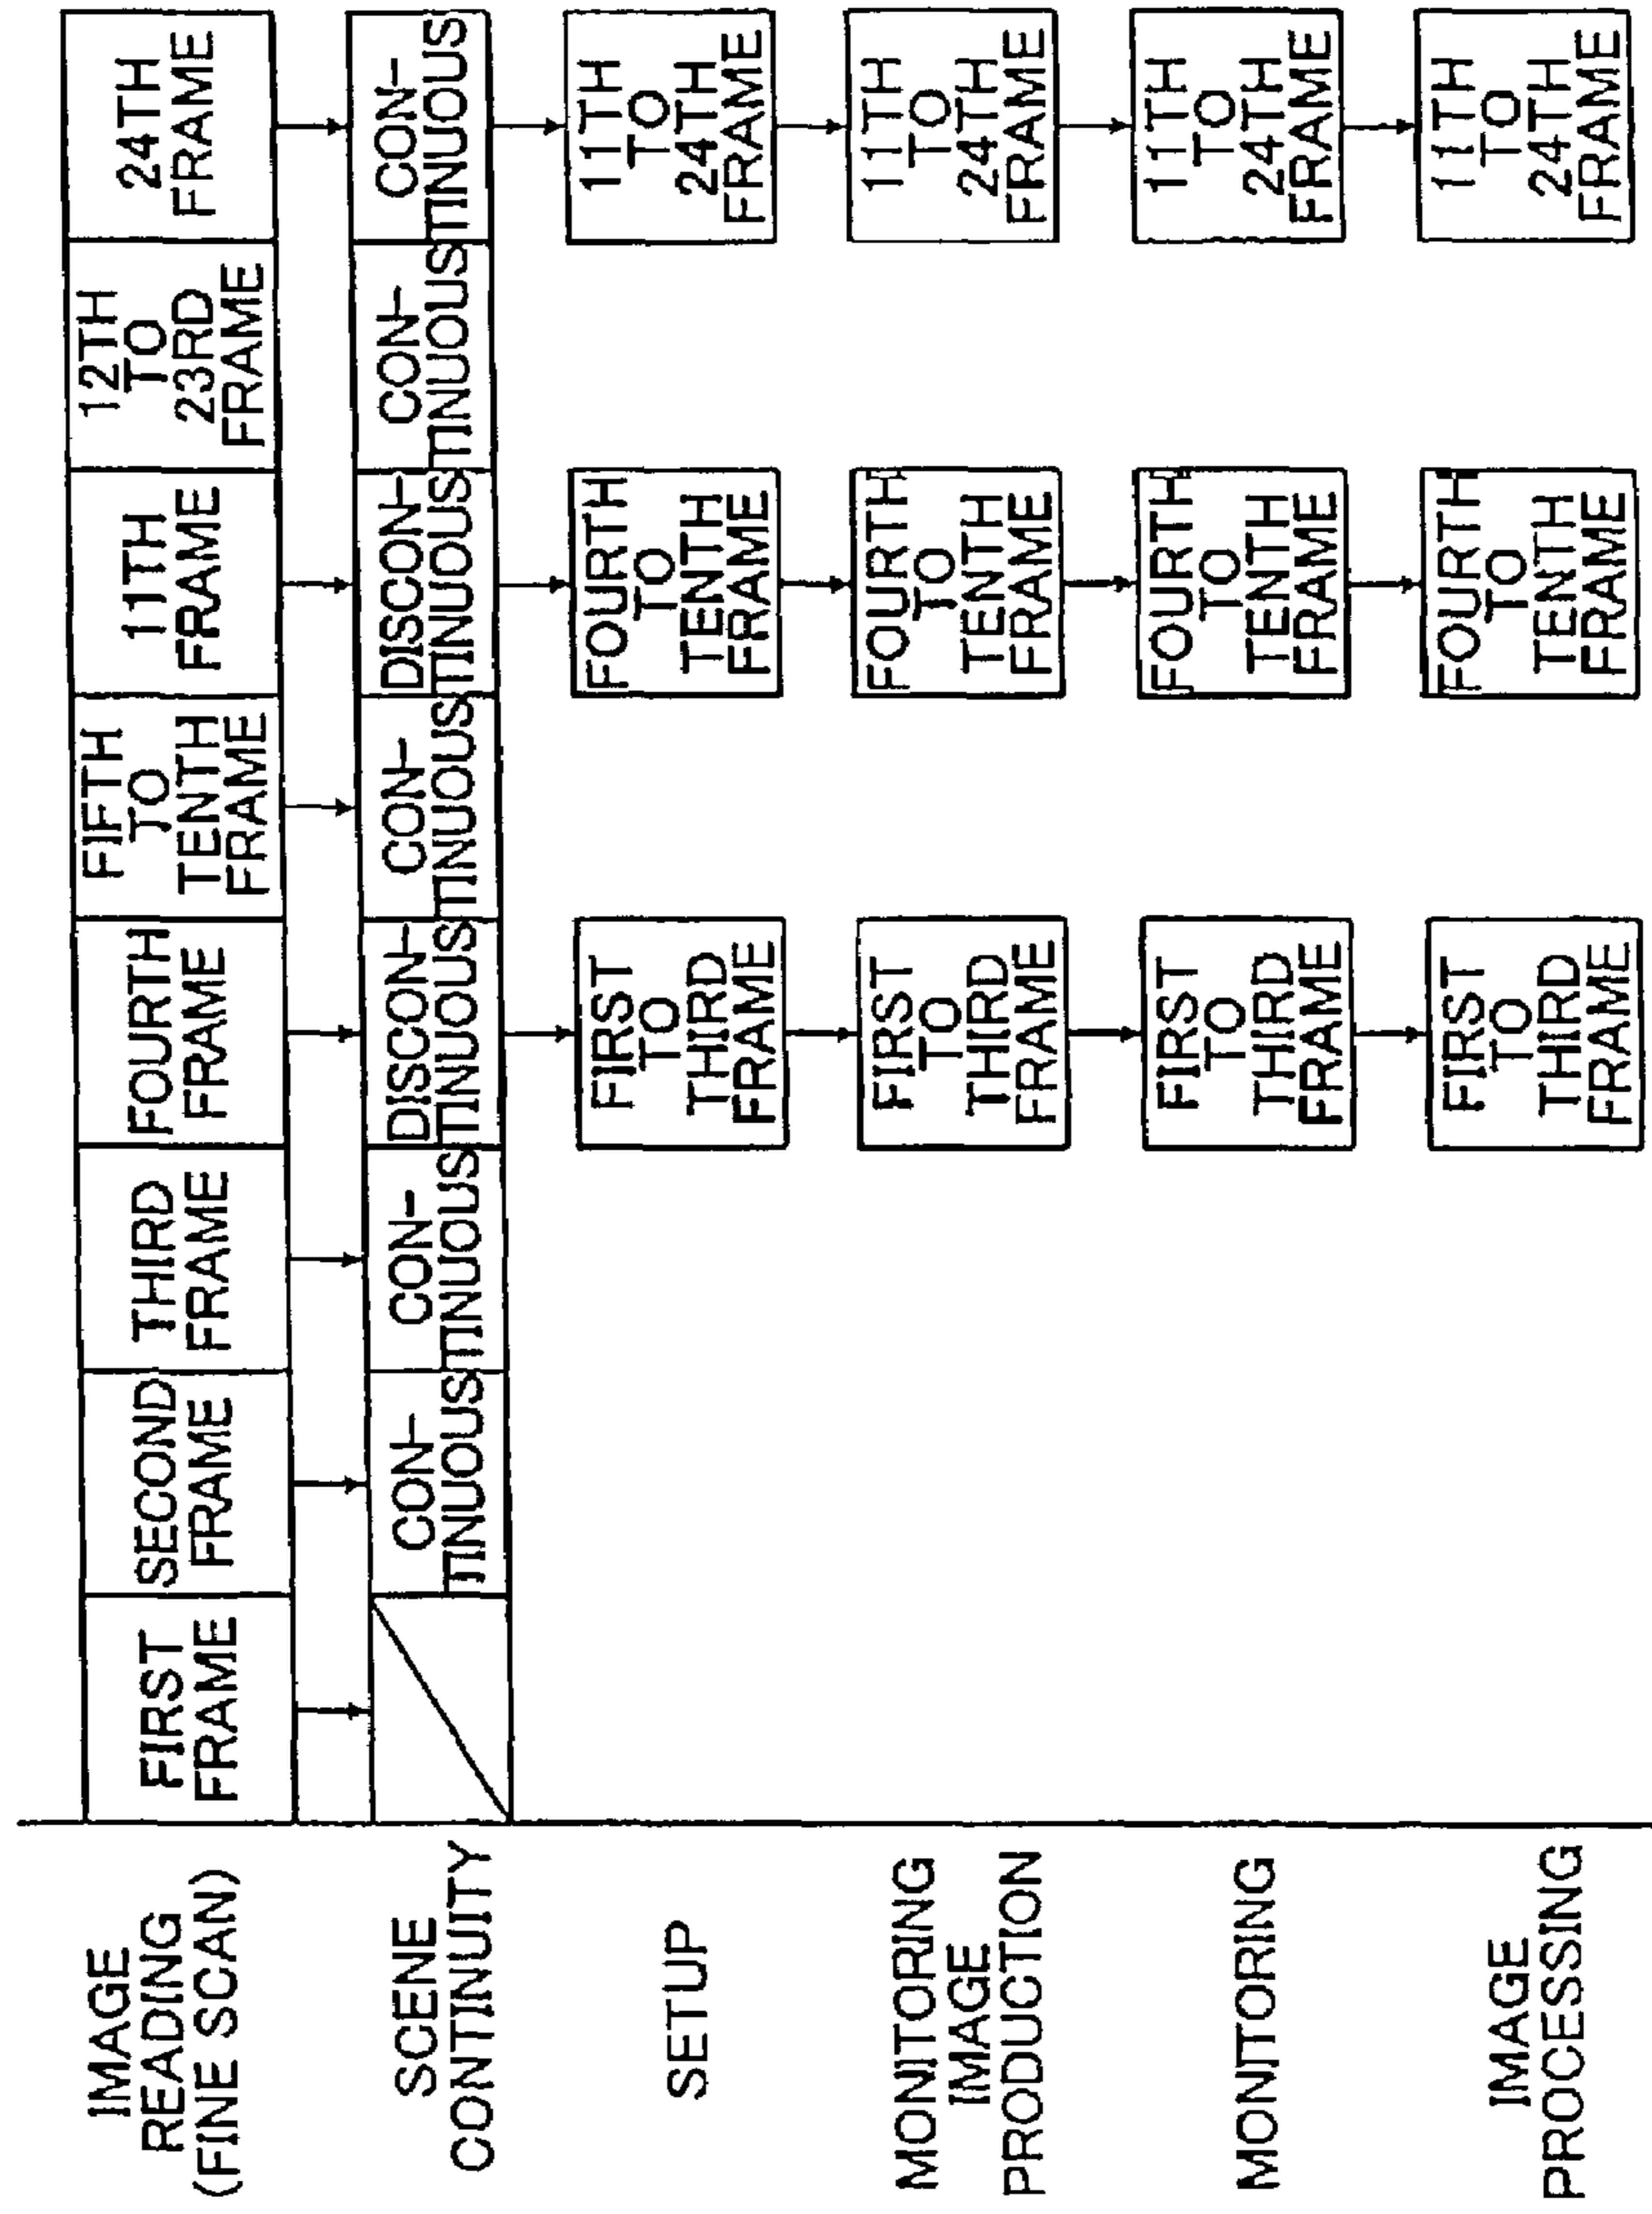 IMAGE
READING
(FINE SCAN)
FIRST
FRAME
SECOND
FRAME
THIRD
FRAME
FOURTH
FRAME
FIFTH
TO
TENTH
FRAME
11TH
FRAME
12TH
TO
23RD
FRAME
24TH
FRAME
SCENE
CONTINUITY
CON-
TINUOUS
CON-
TINUOUS
DISCON-
TINUOUS
CON-
TINUOUS
DISCON-
TINUOUS
CON-
TINUOUS
CON-
TINUOUS
SETUP
FIRST
TO
THIRD
FRAME
FOURTH
TO
TENTH
FRAME
11TH
TO
24TH
FRAME
MONITORING
IMAGE
PRODUCTION
FIRST
TO
THIRD
FRAME
FOURTH
TO
TENTH
FRAME
11TH
TO
24TH
FRAME
MONITORING
FIRST
TO
THIRD
FRAME
FOURTH
TO
TENTH
FRAME
11TH
TO
24TH
FRAME
IMAGE
PROCESSING
FIRST
TO
THIRD
FRAME
FOURTH
TO
TENTH
FRAME
11TH
TO
24TH
FRAME